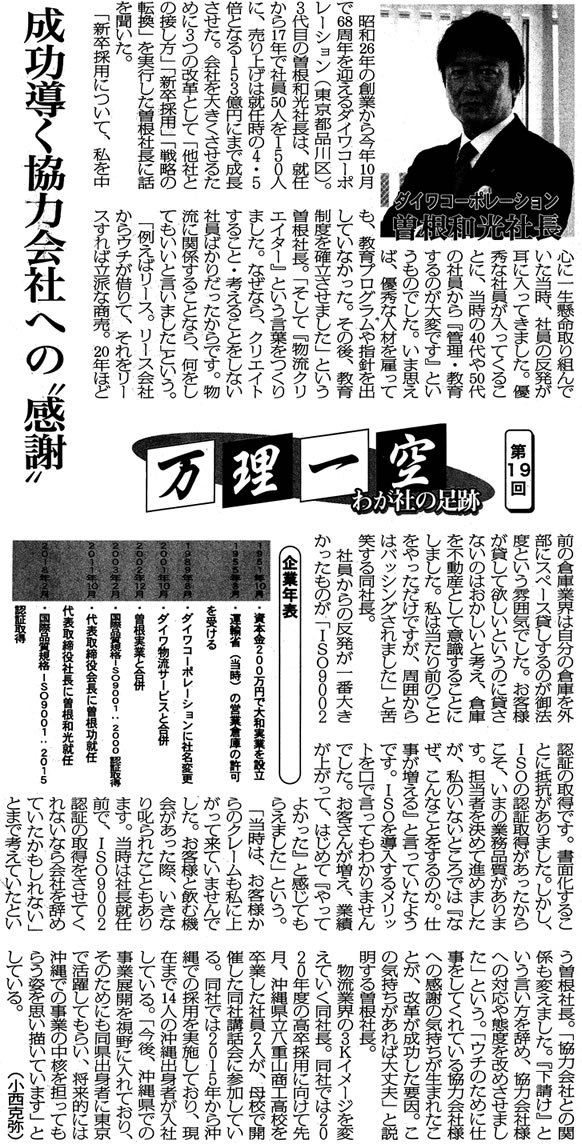 成功導く協力会社への〝感謝〟
ダイワコーポレーション
曽根和光社長
昭和26年の創業から今年10月
で68周年を迎えるダイワコーポ
レーション(東京都品川区)。
3代目の曽根和光社長は、就任
から17年で社員50人を150人
に、売り上げは就任時の4・5
倍となる153億円にまで成長
させた。会社を大きくさせるた
めに3つの改革として「他社と
の接し方」「新卒採用」「戦略の
転換」を実行した曽根社長に話
を聞いた。
「新卒採用について、私を中
心に一生懸命取り組んで
いた当時、社員の反発が
耳に入ってきました。優
秀な社員が入ってくるこ
とに、当時の40代や50代
の社員から『管理・教育
するのが大変です』とい
うものでした。いま思え
ば、優秀な人材を雇って
も、教育プログラムや指針を出
していなかった。その後、教育
制度を確立させました」という
曽根社長。「そして『物流クリ
エイター』という言葉をつくり
ました。なぜなら、クリエイト
すること・考えることをしない
社員ばかりだったからです。物
流に関係することなら、何をし
てもいいと言いました」という。
「例えばリース。リース会社
からウチが借りて、それをリー
スすれば立派な商売。20年ほど
万理一空
わが社の足跡
第19回
前の倉庫業界は自分の倉庫を外
部にスペース貸しするのが御法
度という雰囲気でした。お客様
が貸して欲しいというのに貸さ
ないのはおかしいと考え、倉庫
を不動産として意識することに
しました。私は当たり前のこと
をやっただけですが、周囲から
はバッシングされました」と苦
笑する同社長。
社員からの反発が一番大き
かったものが「ISO9002
企業年表
1951年10月・資本金200万円で大和実業を設立
1955年8月・運輸省(当時)の営業倉庫の許可
を受ける
1989年6月・ダイワコーポレーションに社名変更
2001年10月・ダイワ物流サービスと合併
2002年12月・曽根実業と合併
2003年2月・国際品質規格ISO9001:2000認証取得
2011年10月・代表取締役会長に曽根功就任
代表取締役社長に曽根和光就任
2016年2月・国際品質規格ISO9001:2015
認証取得
認証の取得です。書面化するこ
とに抵抗がありました。しかし、
ISOの認証取得があったから
こそ、いまの業務品質がありま
す。担当者を決めて進めました
が、私のいないところでは『な
ぜ、こんなことをするのか。仕
事が増える』と言っていたよう
です。ISOを導入するメリッ
トを口で言ってもわかりません
でした。お客さんが増え、業績
が上がって、はじめて『やって
よかった』と感じても
らえました」という。
「当時は、お客様か
らのクレームも私に上
がって来ていませんで
した。お客様と飲む機
会があった際、いきな
り叱られたこともあり
ます。当時は社長就任
前で、ISO9002
認証の取得をさせてく
れないなら会社を辞め
ていたかもしれない」
とまで考えていたとい
う曽根社長。「協力会社との関
係も変えました。『下請け』と
いう言い方を辞め、協力会社様
への対応や態度を改めさせまし
た」という。「ウチのために仕
事をしてくれている協力会社様
への感謝の気持ちが生まれたこ
とが、改革が成功した要因。こ
の気持ちがあれば大丈夫」と説
明する曽根社長。
物流業界の3Kイメージを変
えていく同社長。同社では20
20年度の高卒採用に向けて先
月、沖縄県立八重山商工高校を
卒業した社員2人が、母校で開
催した同社講話会に参加してい
る。同社では2015年から沖
縄での採用を実施しており、現
在まで14人の沖縄出身者が入社
している。「今後、沖縄県での
事業展開を視野に入れており、
そのためにも同県出身者に東京
で活躍してもらい、将来的には
沖縄での事業の中核を担っても
らう姿を思い描いています」と
している。
(小西克弥)